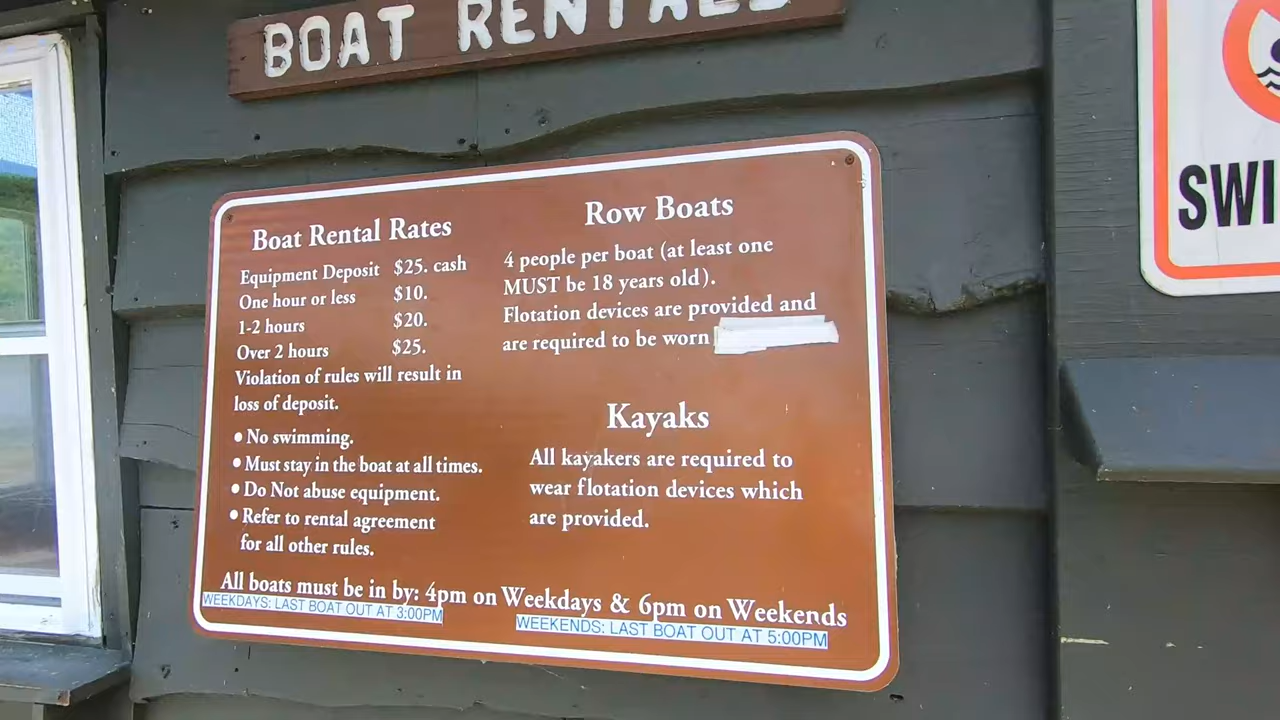 BOAT RENTALS
Boat Rental Rates
Equipment Deposit $25. cash
One hour or less $10.
1-2 hours $20.
Over 2 hours $25.
Violation of rules will result in
loss of deposit.
• No swimming.
• Must stay in the boat at all times.
• Do Not abuse equipment.
• Refer to rental agreement
for all other rules.
Row Boats
4 people per boat (at least one
MUST be 18 years old).
Flotation devices are provided and
are required to be worn
Kayaks
All kayakers are required to
wear flotation devices which
are provided.
All boats must be in by: 4pm on Weekdays & 6pm on Weekends
WEEKDAYS: LAST BOAT OUT AT 3:00PM
WEEKENDS: LAST BOAT OUT AT 5:00PM
SWI